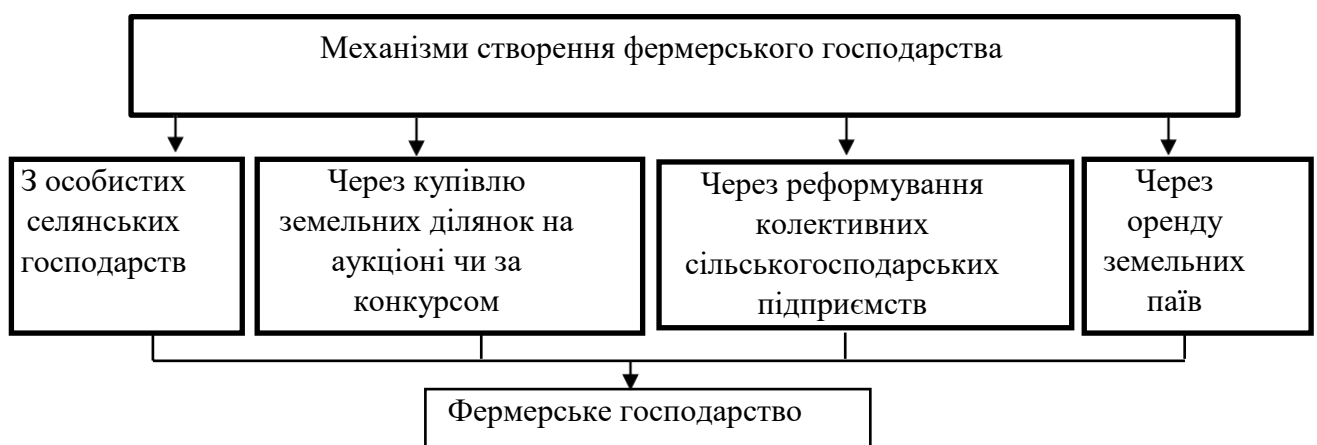 Механізми створення фермерського господарства
З особистих
селянських
господарств
Через купівлю
земельних ділянок на
аукціоні чи за
конкурсом
Через реформування
колективних
сільськогосподарських
підприємств
Через
оренду
земельних
паїв
Фермерське господарство